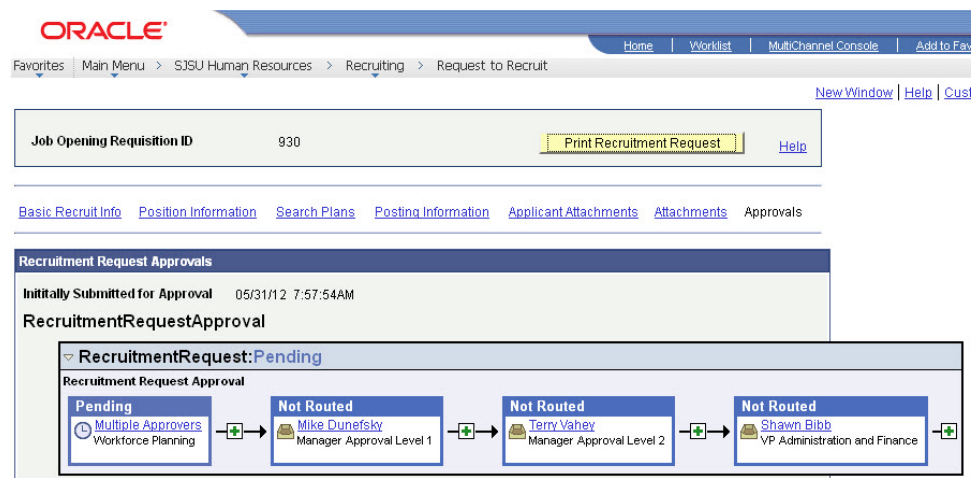 ORACLE®
Home | Worklist | MultiChannel Console | Add to Fav
Favorites Main Menu > SJSU Human Resources > Recruiting > Request to Recruit
New Window | Help | Cust
Job Opening Requisition ID 930 Print Recruitment Request Help
Basic Recruit Info Position Information Search Plans Posting Information Applicant Attachments Attachments Approvals
Recruitment Request Approvals
Inititally Submitted for Approval 05/31/12 7:57:54AM
RecruitmentRequestApproval
RecruitmentRequest:Pending
Recruitment Request Approval
Pending
Multiple Approvers
Workforce Planning
Not Routed
Mike Dunefsky
Manager Approval Level 1
Not Routed
Terry Vahey
Manager Approval Level 2
Not Routed
Shawn Bibb
VP Administration and Finance